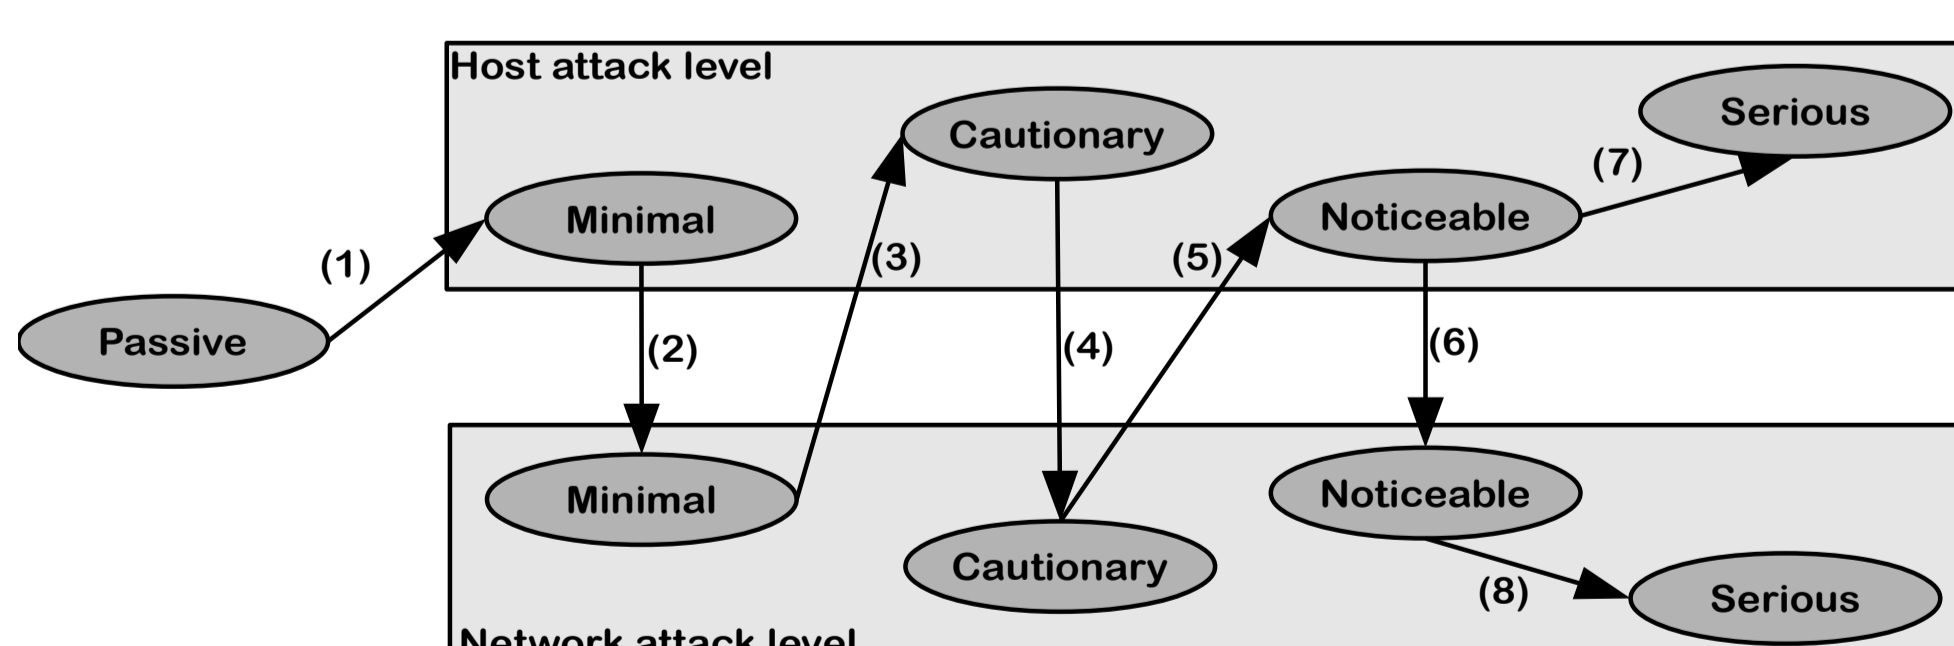 Host attack level
Serious
Cautionary
(7)
Minimal
Noticeable
(1)
(3)
(5)
Passive
(2)
(4)
(6)
Minimal
Noticeable
Cautionary
(8)
Serious
Network attack level